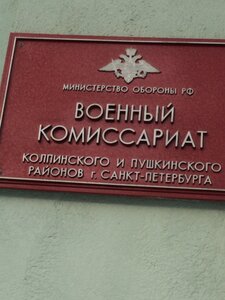 МИНИСТЕРСТВО ОБОРОНЫ РФ
ВОЕННЫЙ
КОМИССАРИАТ
КОЛПИНСКОГО И ПУШКИНСКОГО
РАЙОНОВ г. САНКТ-ПЕТЕРБУРГА